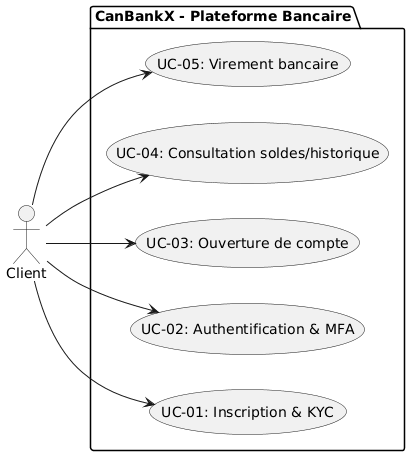 CanBankX - Plateforme Bancaire
UC-05: Virement bancaire
UC-04: Consultation soldes/historique
UC-03: Ouverture de compte
Client
UC-02: Authentification & MFA
UC-01: Inscription & KYC